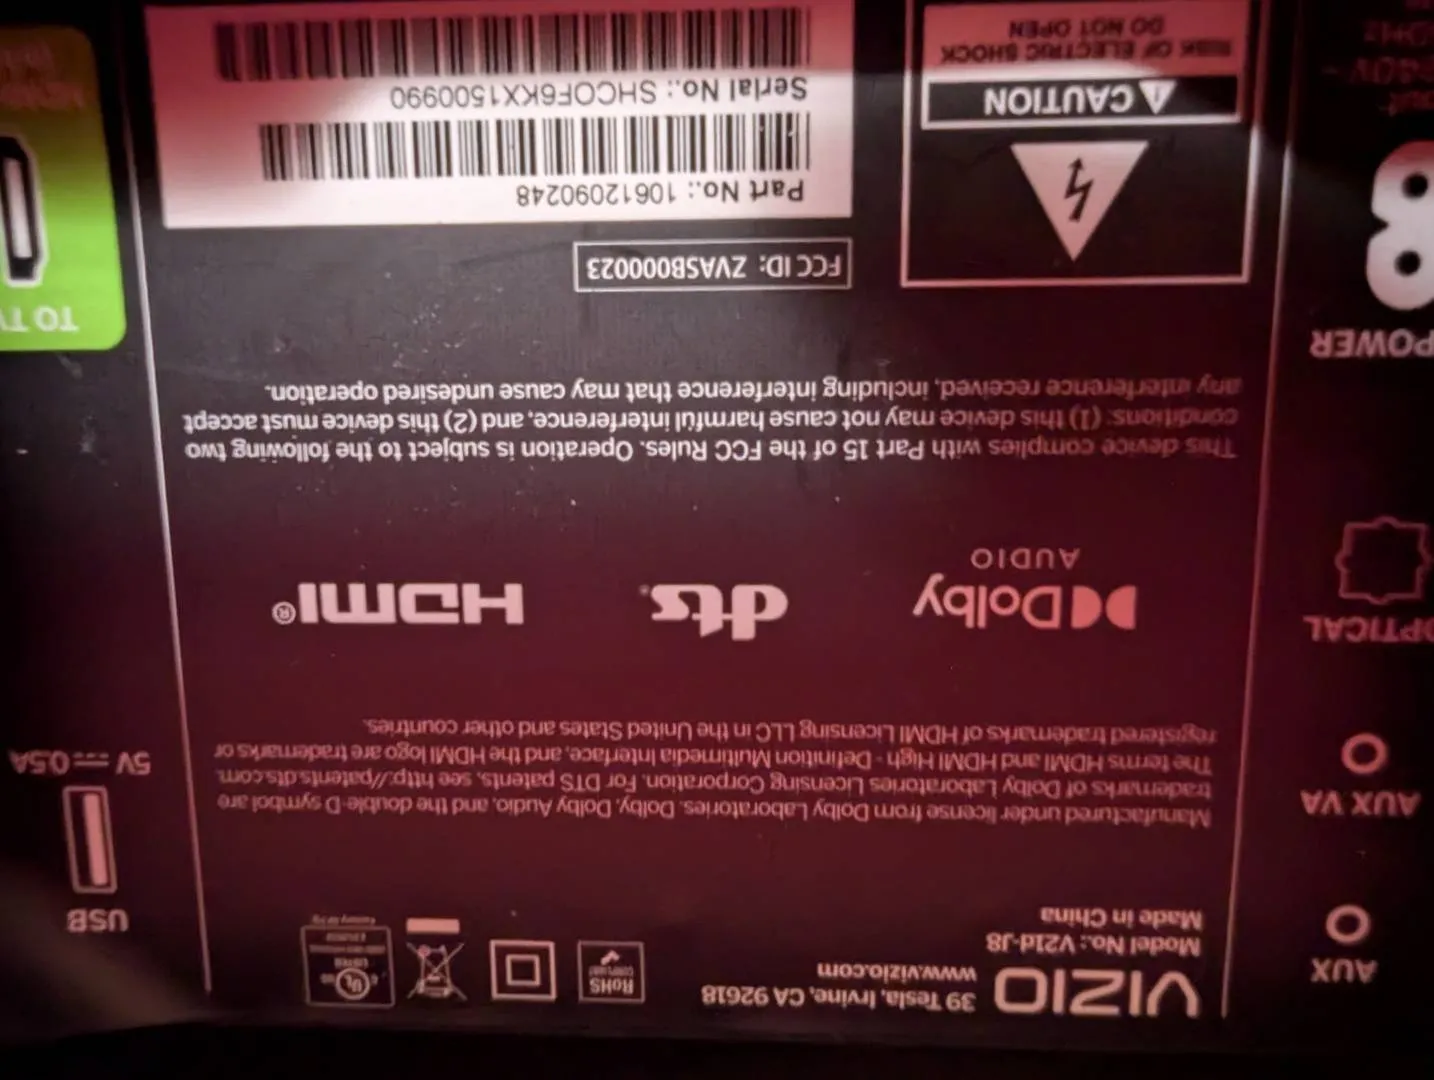 AUX
AUX VA
OPTICAL
POWER
VIZIO
39 Tesla, Irvine, CA 92618
www.vizio.com
Model No.: V21d-J8
Made in China
RoHS
COMPLIANT
UL
LISTED
Manufactured under license from Dolby Laboratories. Dolby, Dolby Audio, and the double-D symbol are
trademarks of Dolby Laboratories Licensing Corporation. For DTS patents, see http://patents.dts.com.
The terms HDMI and HDMI High - Definition Multimedia Interface, and the HDMI logo are trademarks or
registered trademarks of HDMI Licensing LLC in the United States and other countries.
Dolby
AUDIO
dts
HDMI®
This device complies with Part 15 of the FCC Rules. Operation is subject to the following two
conditions: (1) this device may not cause harmful interference, and (2) this device must accept
any interference received, including interference that may cause undesired operation.
CAUTION
RISK OF ELECTRIC SHOCK
DO NOT OPEN
FCC ID: ZVASB000023
Part No.: 10612090248
Serial No.: SHCOF6KX1500990
USB
5V 0.5A
TO TV